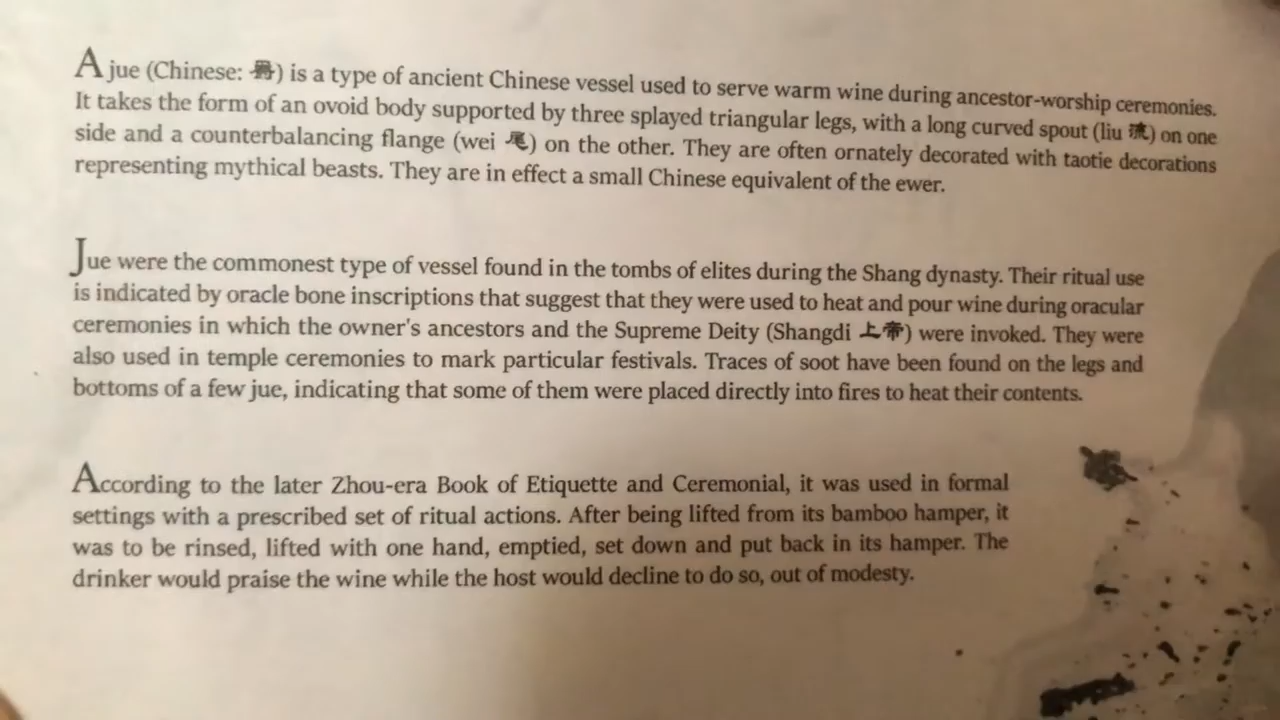 A jue (Chinese: ) is a type of ancient Chinese vessel used to serve warm wine during ancestor-worship ceremonies.
It takes the form of an ovoid body supported by three splayed triangular legs, with a long curved spout (liu 流) on one
side and a counterbalancing flange (wei 尾) on the other. They are often ornately decorated with taotie decorations
representing mythical beasts. They are in effect a small Chinese equivalent of the ewer.
Jue were the commonest type of vessel found in the tombs of elites during the Shang dynasty. Their ritual use
is indicated by oracle bone inscriptions that suggest that they were used to heat and pour wine during oracular
ceremonies in which the owner's ancestors and the Supreme Deity (Shangdi 上帝) were invoked. They were
also used in temple ceremonies to mark particular festivals. Traces of soot have been found on the legs and
bottoms of a few jue, indicating that some of them were placed directly into fires to heat their contents.
According to the later Zhou-era Book of Etiquette and Ceremonial, it was used in formal
settings with a prescribed set of ritual actions. After being lifted from its bamboo hamper, it
was to be rinsed, lifted with one hand, emptied, set down and put back in its hamper. The
drinker would praise the wine while the host would decline to do so, out of modesty.